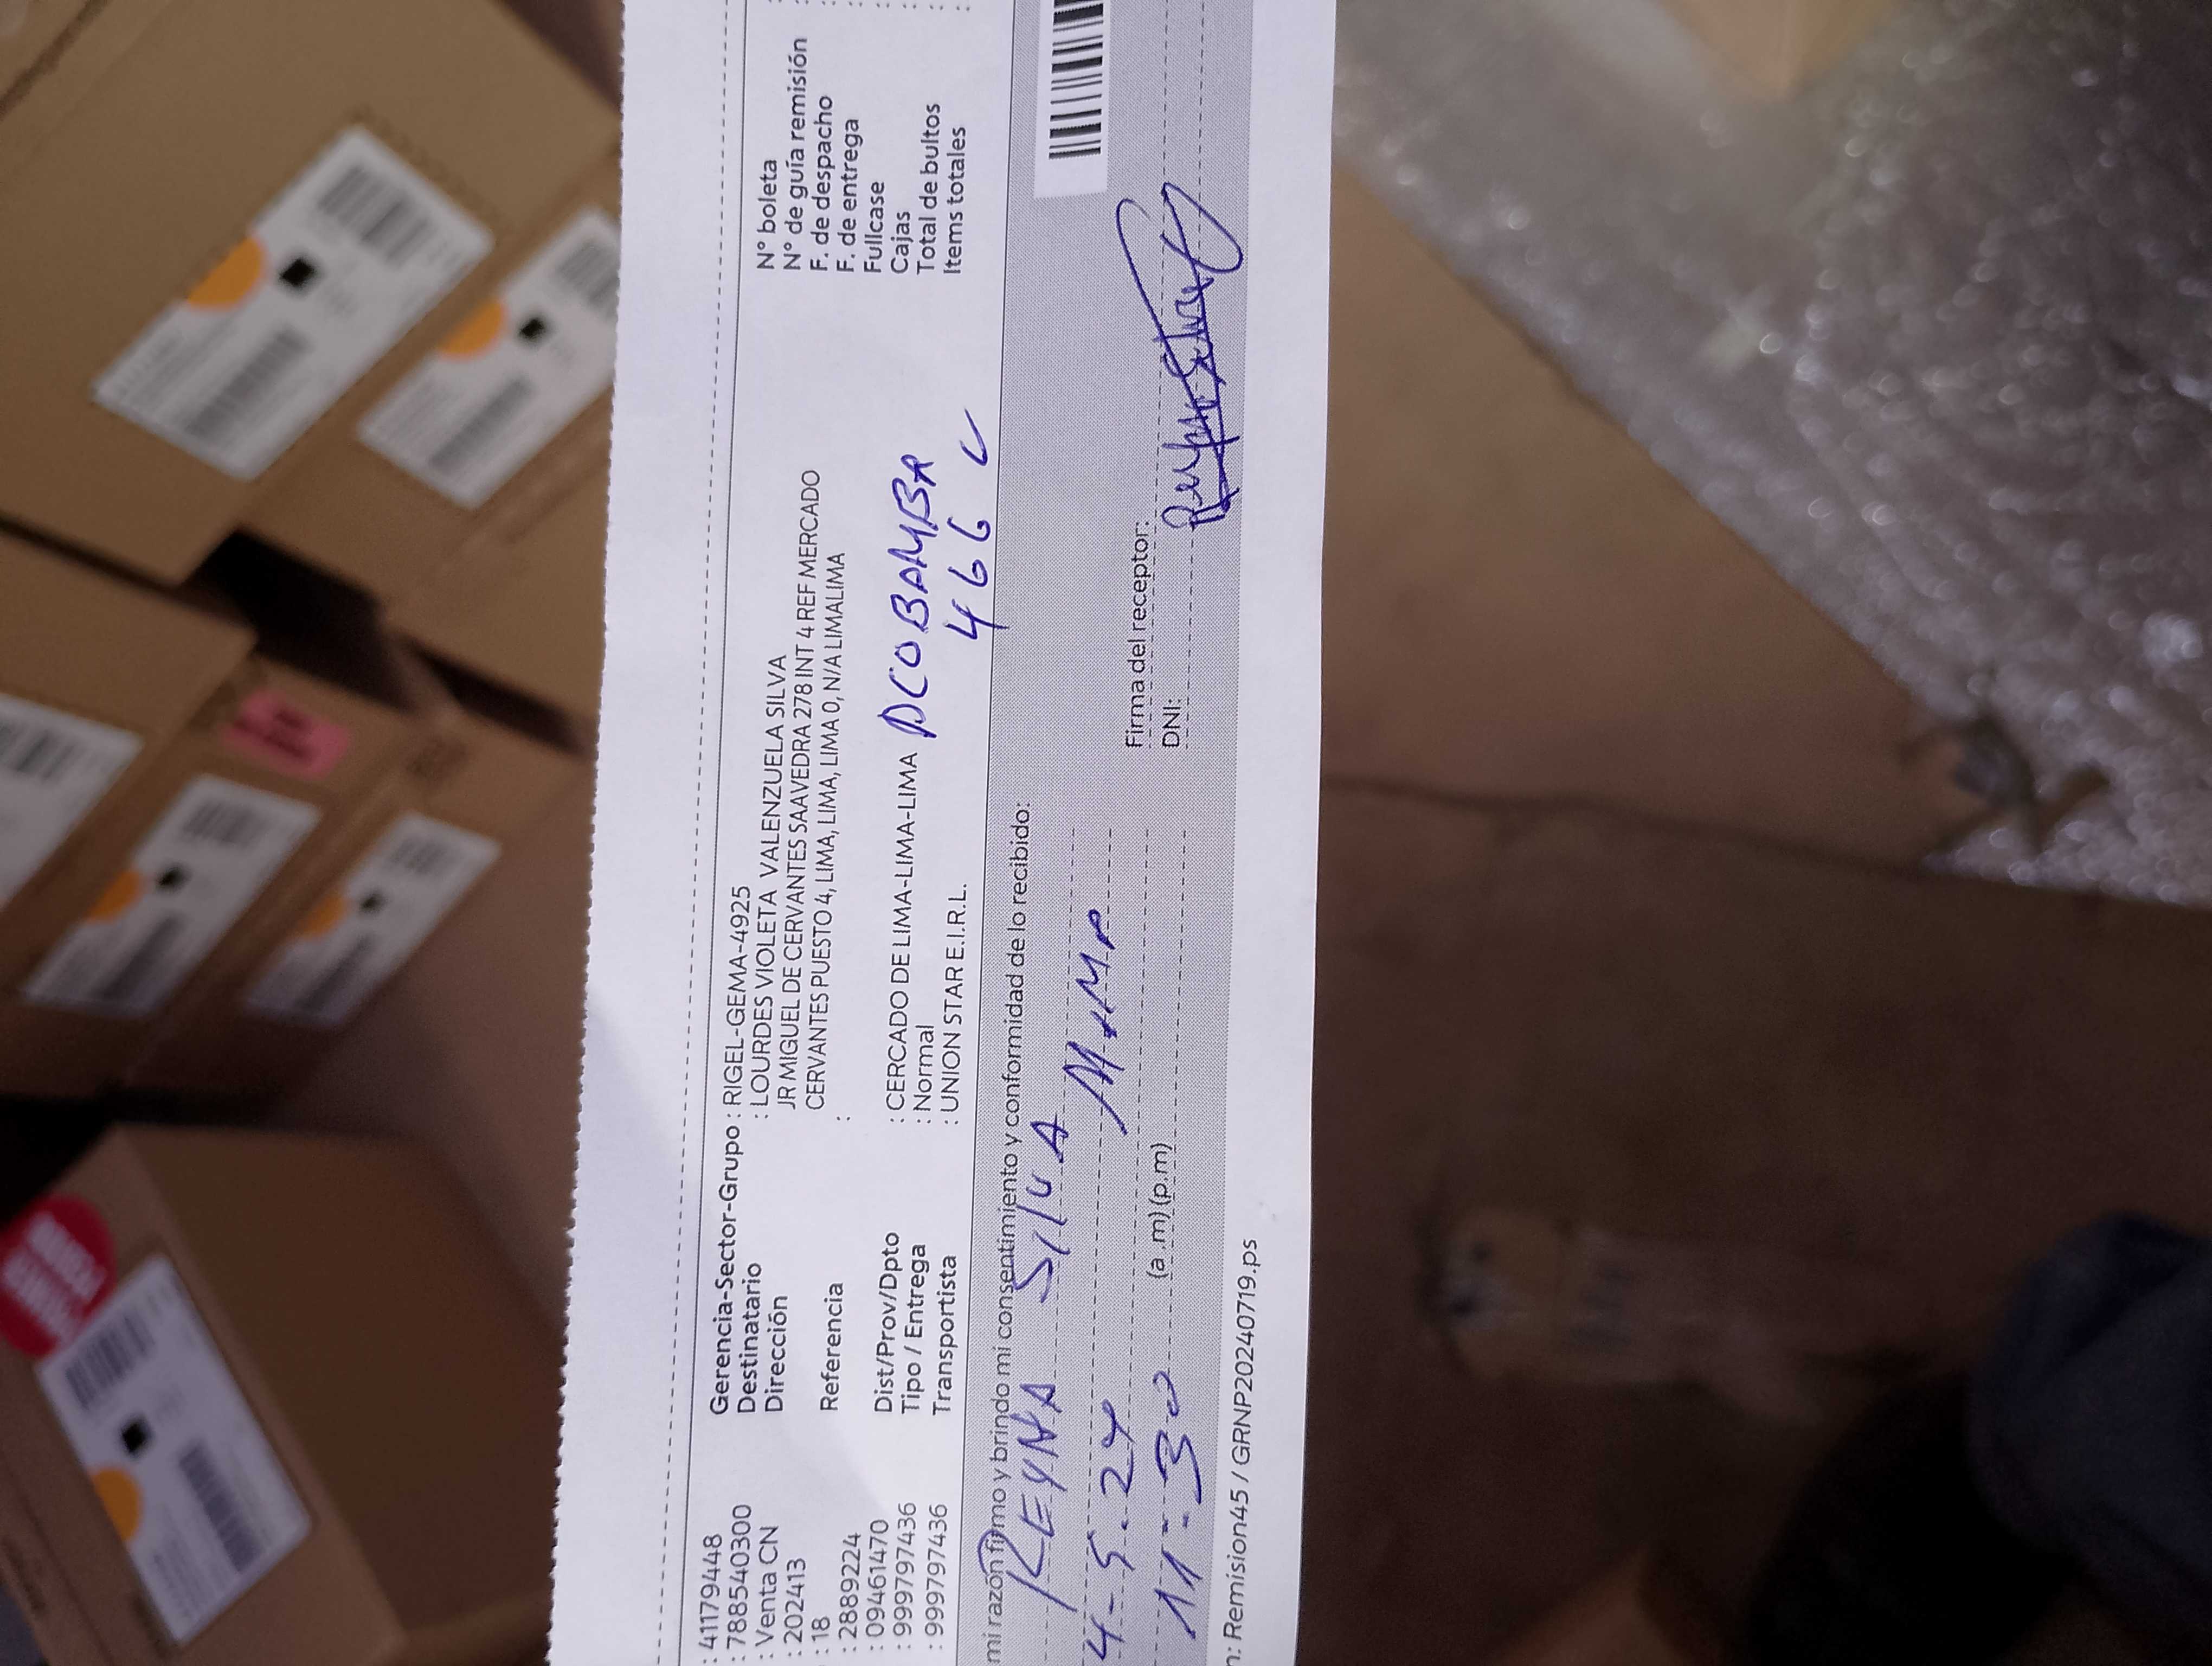 : 41179448
: 788540300
: Venta CN
: 202413
: 18
: 2889224
: 09461470
: 999797436
: 999797436
Gerencia-Sector-Grupo : RIGEL-GEMA-4925
Destinatario : LOURDES VIOLETA VALENZUELA SILVA
Dirección JR MIGUEL DE CERVANTES SAAVEDRA 278 INT 4 REF MERCADO
CERVANTES PUESTO 4, LIMA, LIMA, LIMA 0, N/A LIMALIMA
Referencia :
Dist/Prov/Dpto : CERCADO DE LIMA-LIMA-LIMA ACOBAMBA
Tipo / Entrega : Normal 466 C
Transportista : UNION STAR E.I.R.L.
N° boleta :
N° de guía remisión :
F. de despacho :
F. de entrega :
Fullcase :
Cajas :
Total de bultos :
Items totales :
mi razón firmo y brindo mi consentimiento y conformidad de lo recibido:
REYNA SILVA
4-5-24 MAMA
11:30 (a.m) (p.m)
Firma del receptor:
DNI:
n: Remision45 / GRNP20240719.ps